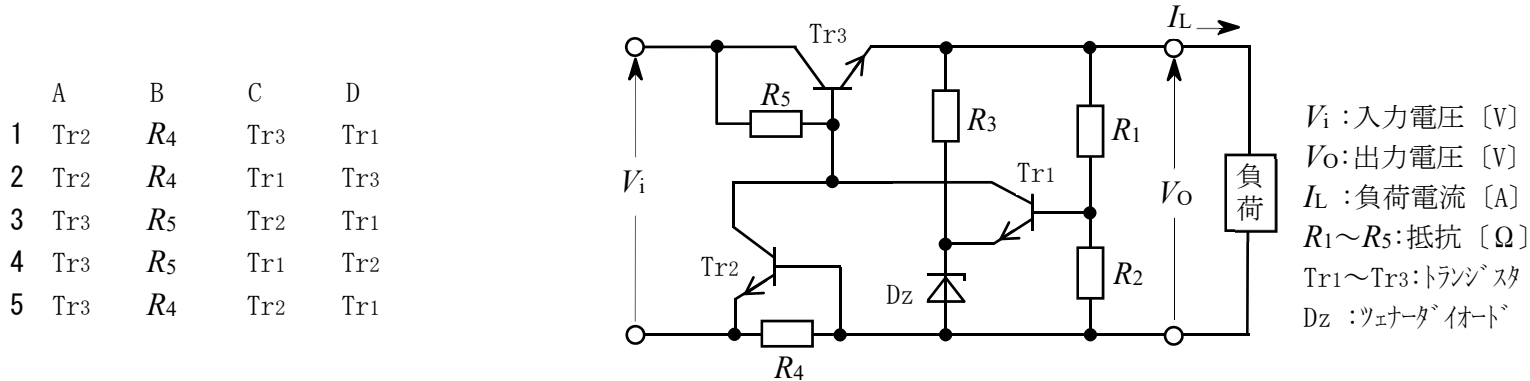 A B C D
1 Tr2 R4 Tr3 Tr1
2 Tr2 R4 Tr1 Tr3
3 Tr3 R5 Tr2 Tr1
4 Tr3 R5 Tr1 Tr2
5 Tr3 R4 Tr2 Tr1
IL
Tr3
R5
R3
R1
Tr1
Vi
VO
負荷
Tr2
Dz
R2
R4
Vi:入力電圧〔V〕
VO:出力電圧〔V〕
IL:負荷電流〔A〕
R1~R5:抵抗〔Ω〕
Tr1~Tr3:トランジスタ
Dz:ツェナーダイオード